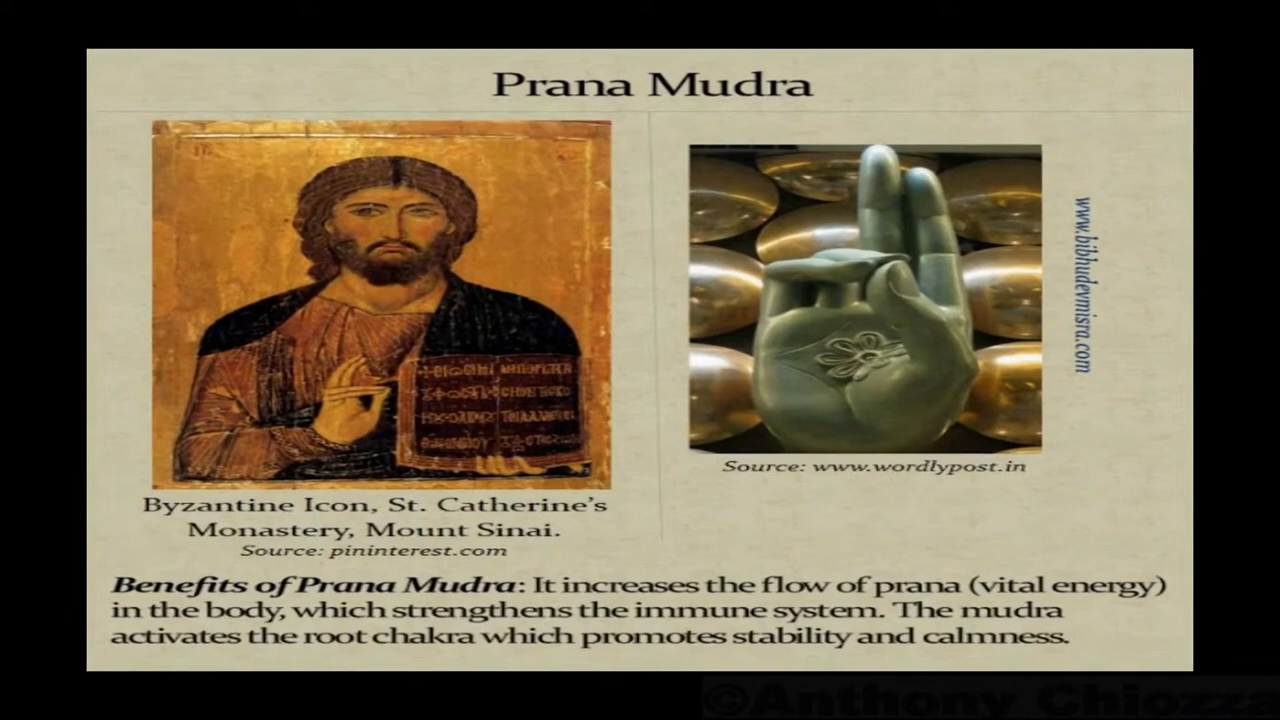 Prana Mudra
www.bibhudevmisra.com
Source: www.wordlypost.in
Byzantine Icon, St. Catherine's
Monastery, Mount Sinai.
Source: pininterest.com
Benefits of Prana Mudra: It increases the flow of prana (vital energy)
in the body, which strengthens the immune system. The mudra
activates the root chakra which promotes stability and calmness.
©Anthony Chiozza